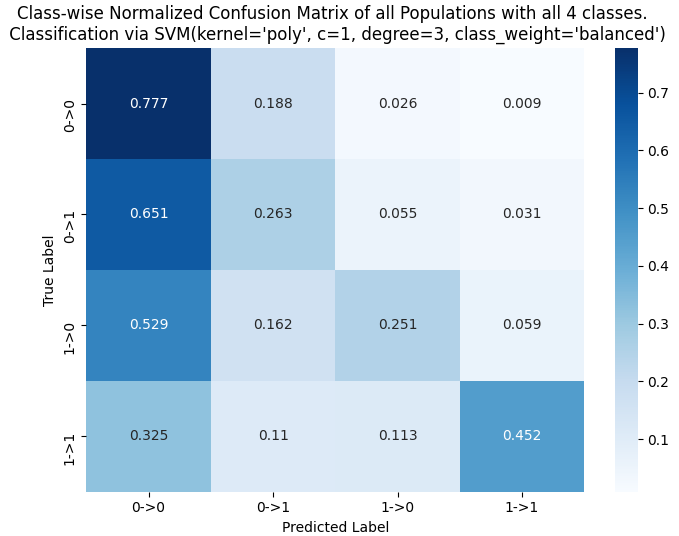 Class-wise Normalized Confusion Matrix of all Populations with all 4 classes.
Classification via SVM(kernel='poly', c=1, degree=3, class_weight='balanced')
True Label
0->0
0.777 0.188 0.026 0.009
0->1
0.651 0.263 0.055 0.031
1->0
0.529 0.162 0.251 0.059
1->1
0.325 0.11 0.113 0.452
0->0 0->1 1->0 1->1
Predicted Label
0.7
0.6
0.5
0.4
0.3
0.2
0.1